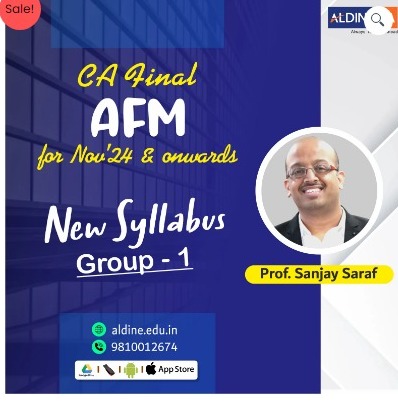 Sale!
ALDINE
CA Final
AFM
for Nov'24 & onwards
New Syllabus
Group - 1
Prof. Sanjay Saraf
aldine.edu.in
9810012674
App Store